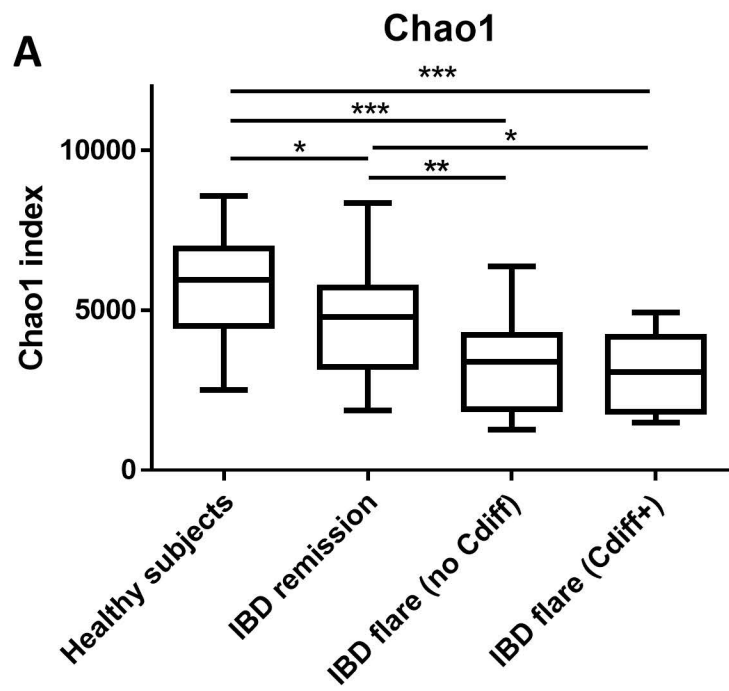 A
Chao1
***
***
*
*
**
10000
5000
0
Chao1 index
Healthy subjects
IBD remission
IBD flare (no Cdiff)
IBD flare (Cdiff+)